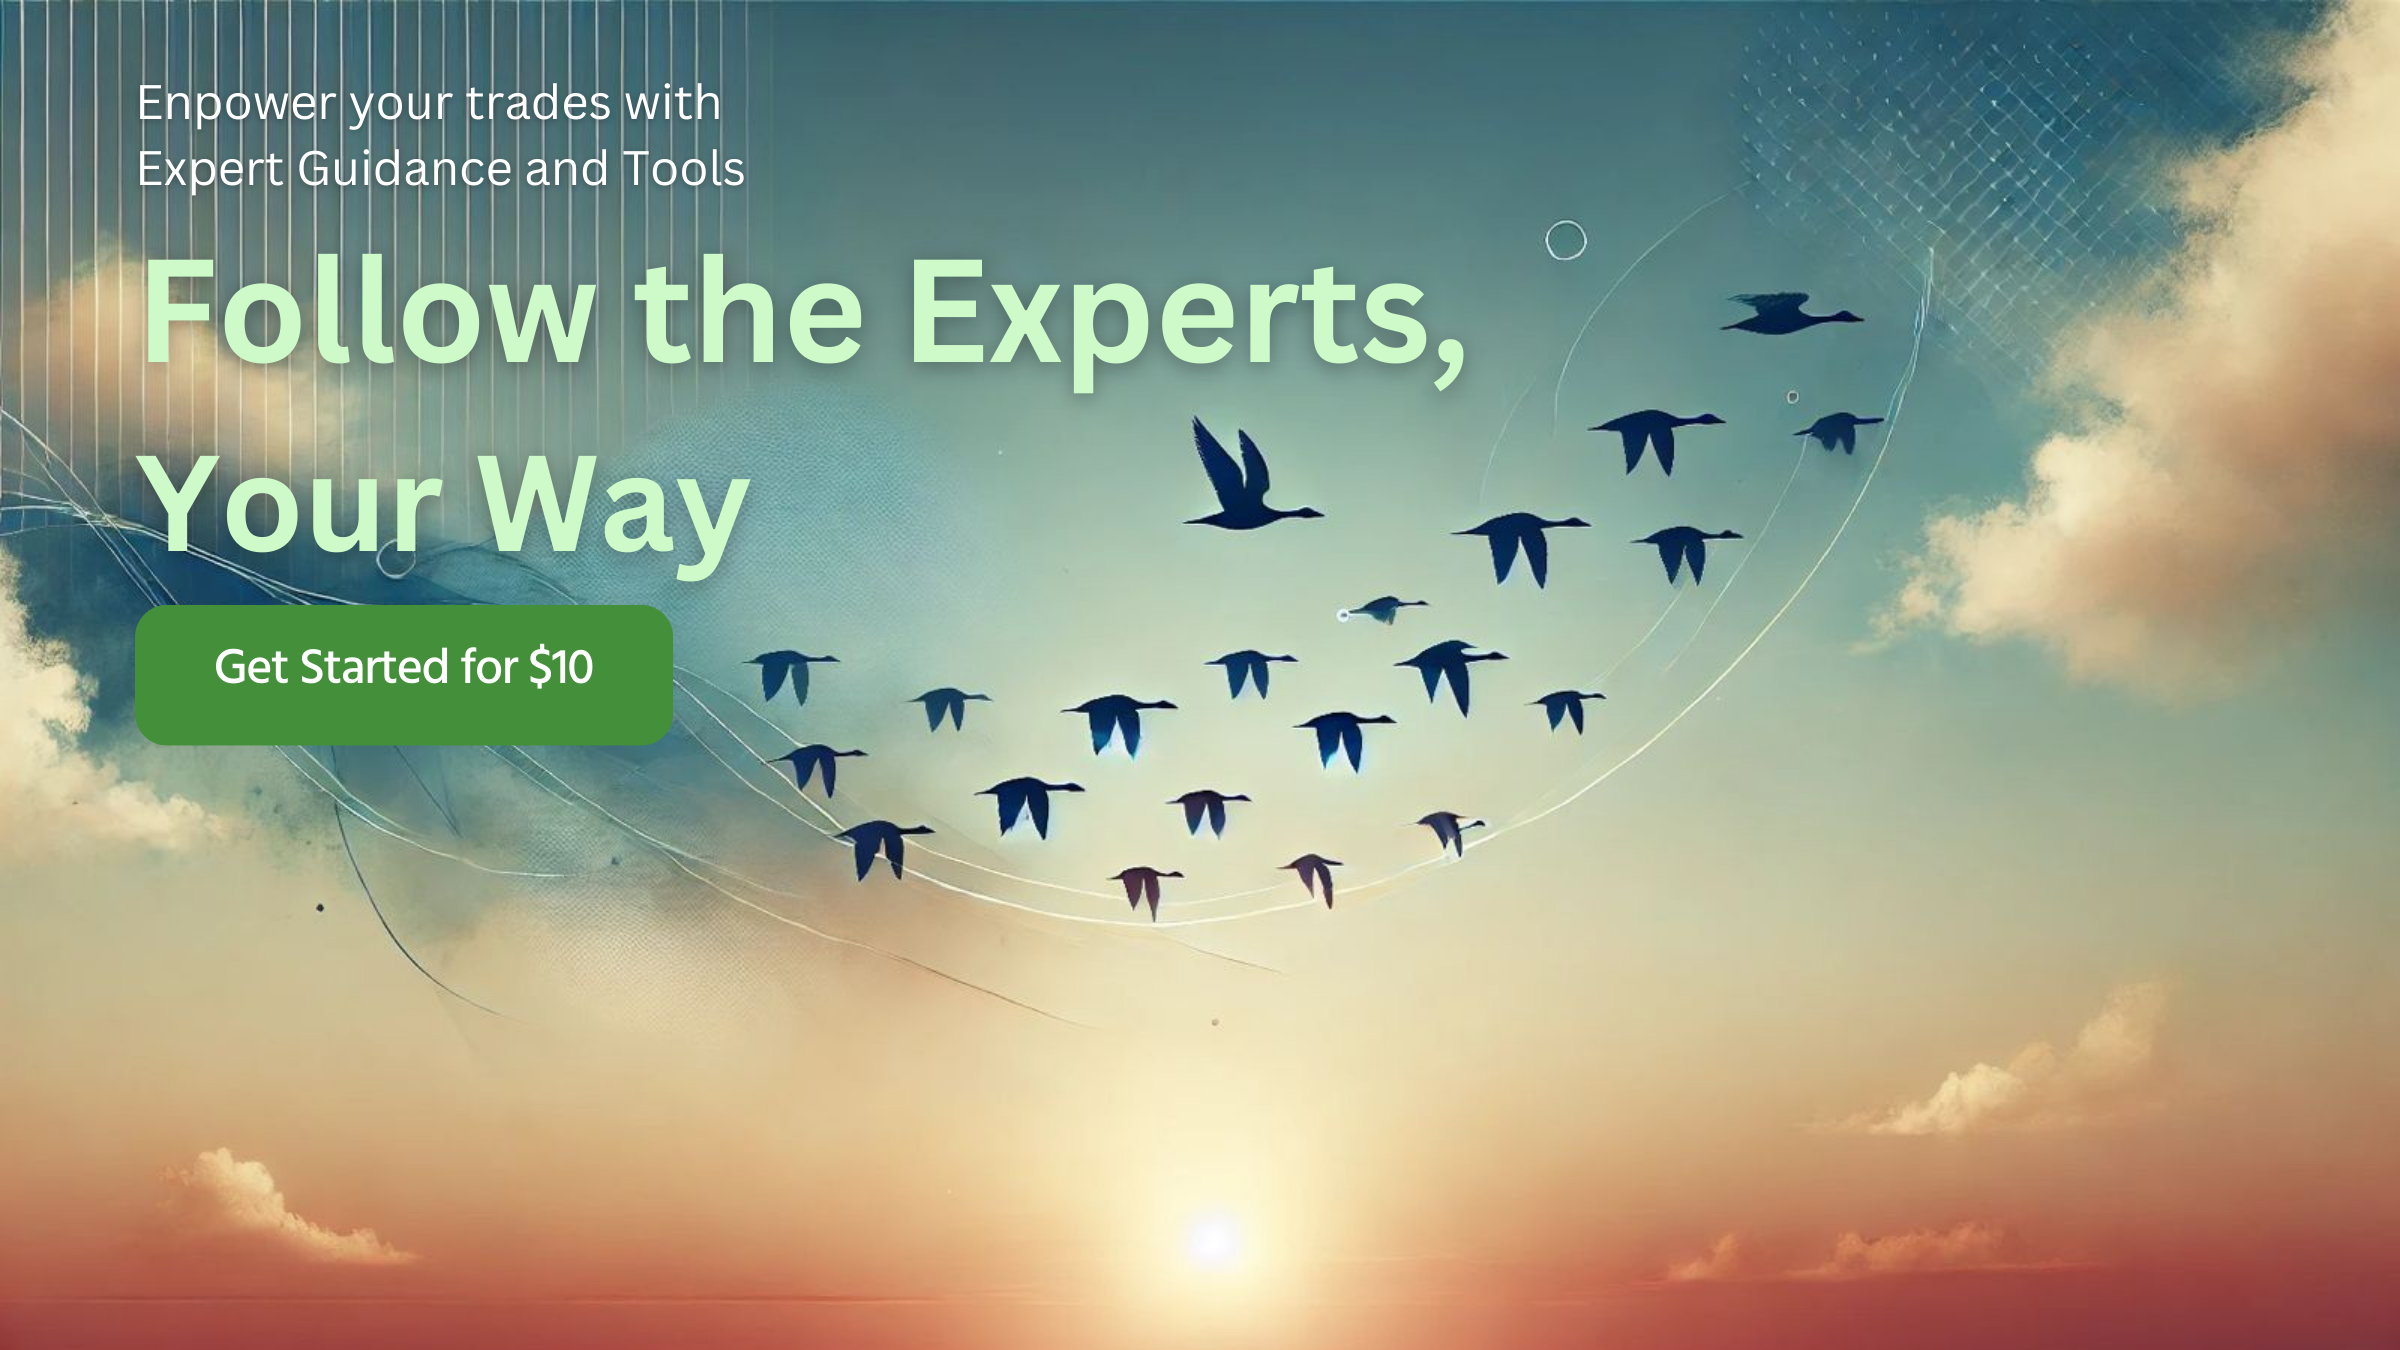 Enpower your trades with
Expert Guidance and Tools
Follow the Experts,
Your Way
Get Started for $10